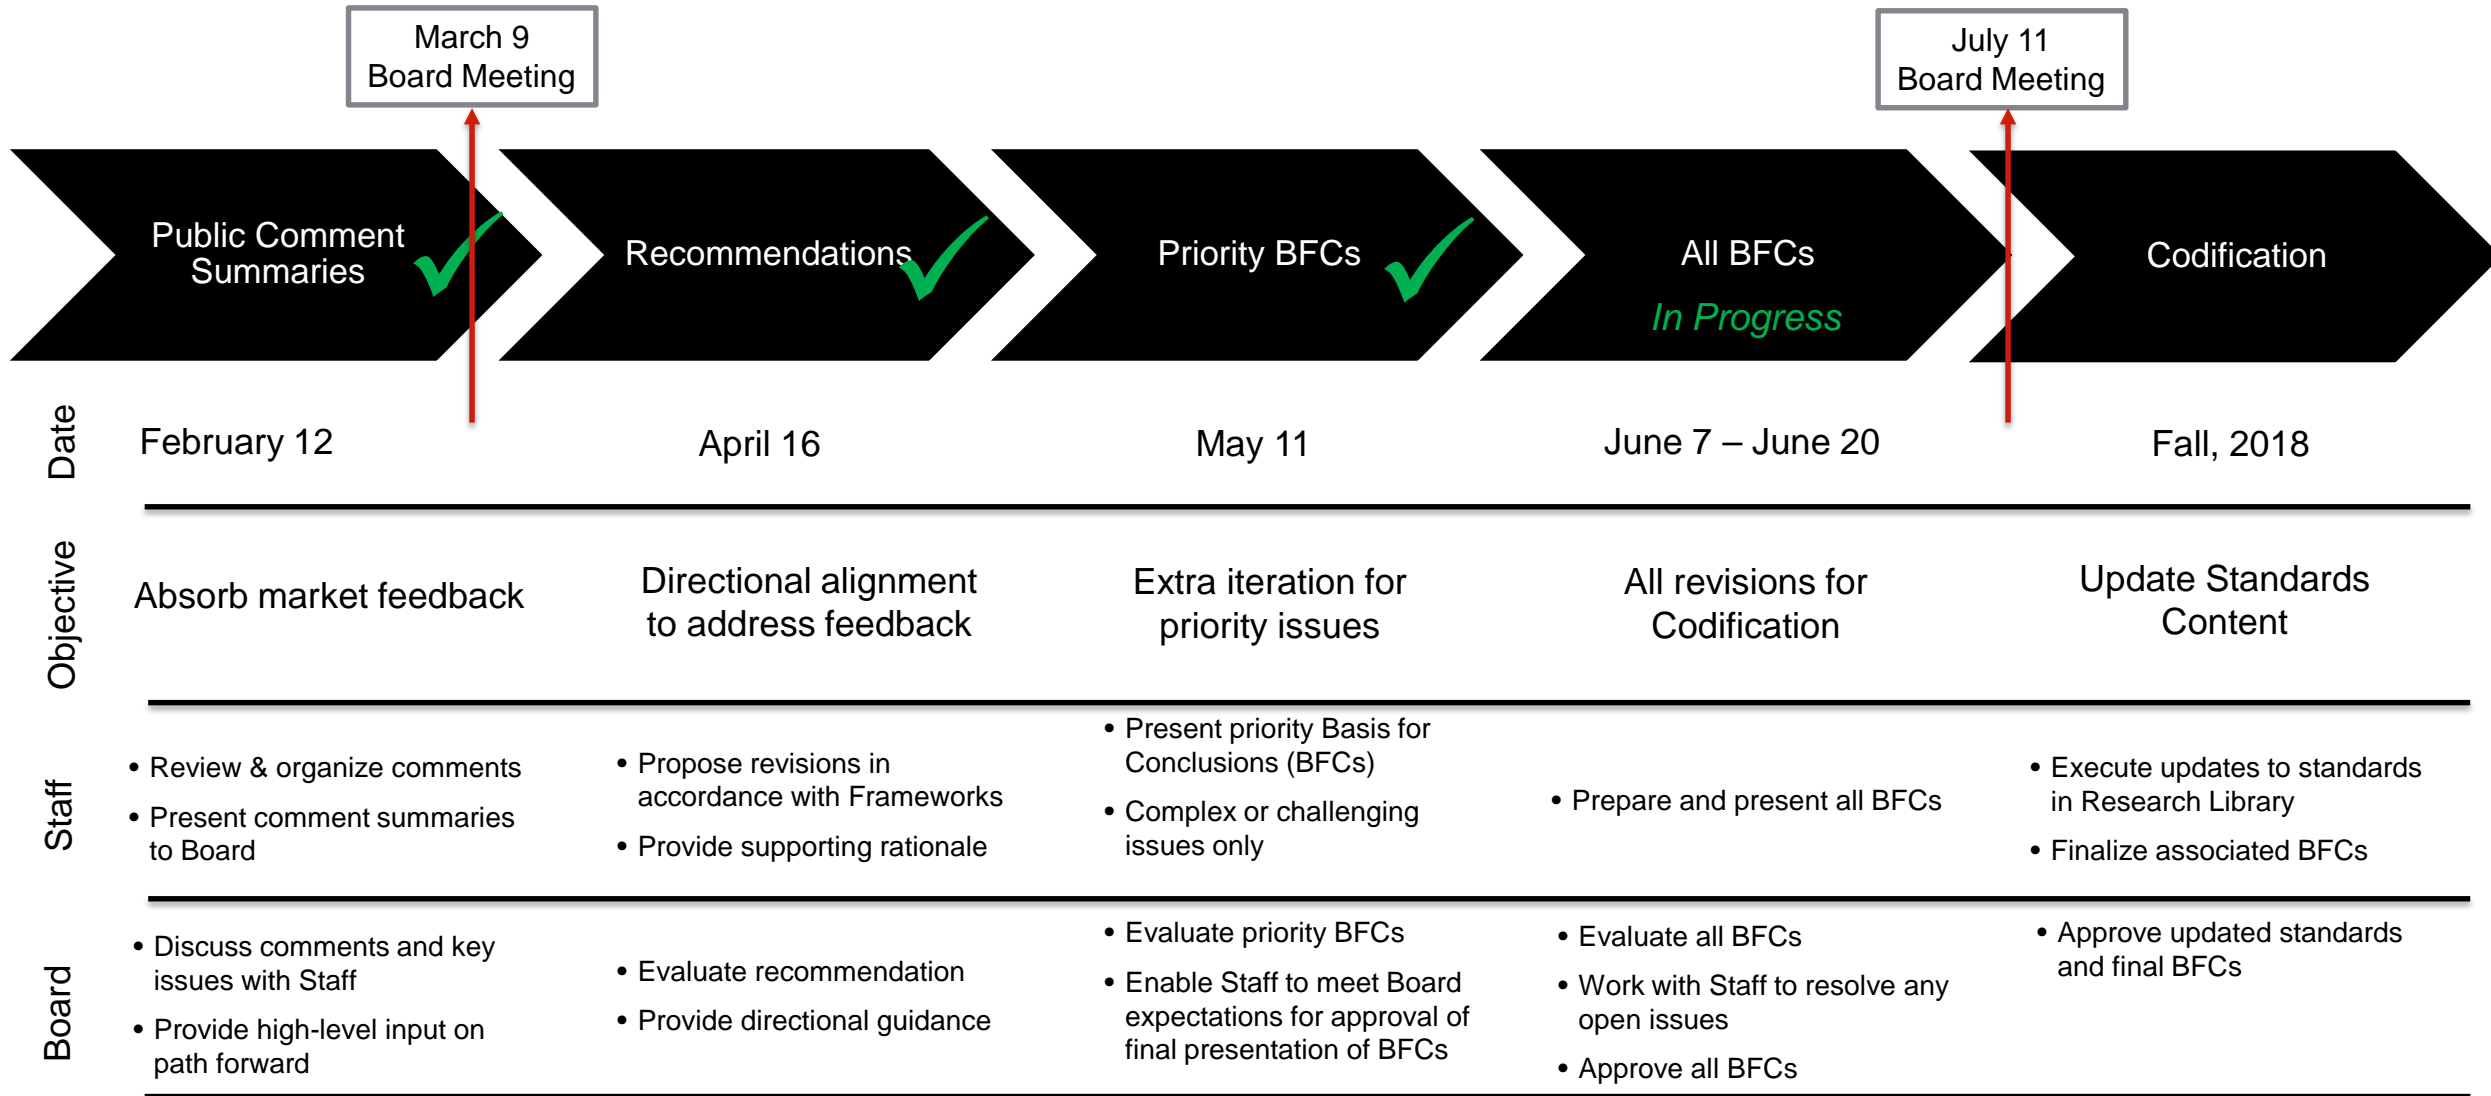 March 9
Board Meeting
July 11
Board Meeting
Public Comment
Summaries
Recommendations
Priority BFCs
All BFCs
In Progress
Codification
Date
February 12
April 16
May 11
June 7 – June 20
Fall, 2018
Objective
Absorb market feedback
Directional alignment
to address feedback
Extra iteration for
priority issues
All revisions for
Codification
Update Standards
Content
Staff
• Review & organize comments
• Present comment summaries
to Board
• Propose revisions in
accordance with Frameworks
• Provide supporting rationale
• Present priority Basis for
Conclusions (BFCs)
• Complex or challenging
issues only
• Prepare and present all BFCs
• Execute updates to standards
in Research Library
• Finalize associated BFCs
Board
• Discuss comments and key
issues with Staff
• Provide high-level input on
path forward
• Evaluate recommendation
• Provide directional guidance
• Evaluate priority BFCs
• Enable Staff to meet Board
expectations for approval of
final presentation of BFCs
• Evaluate all BFCs
• Work with Staff to resolve any
open issues
• Approve all BFCs
• Approve updated standards
and final BFCs